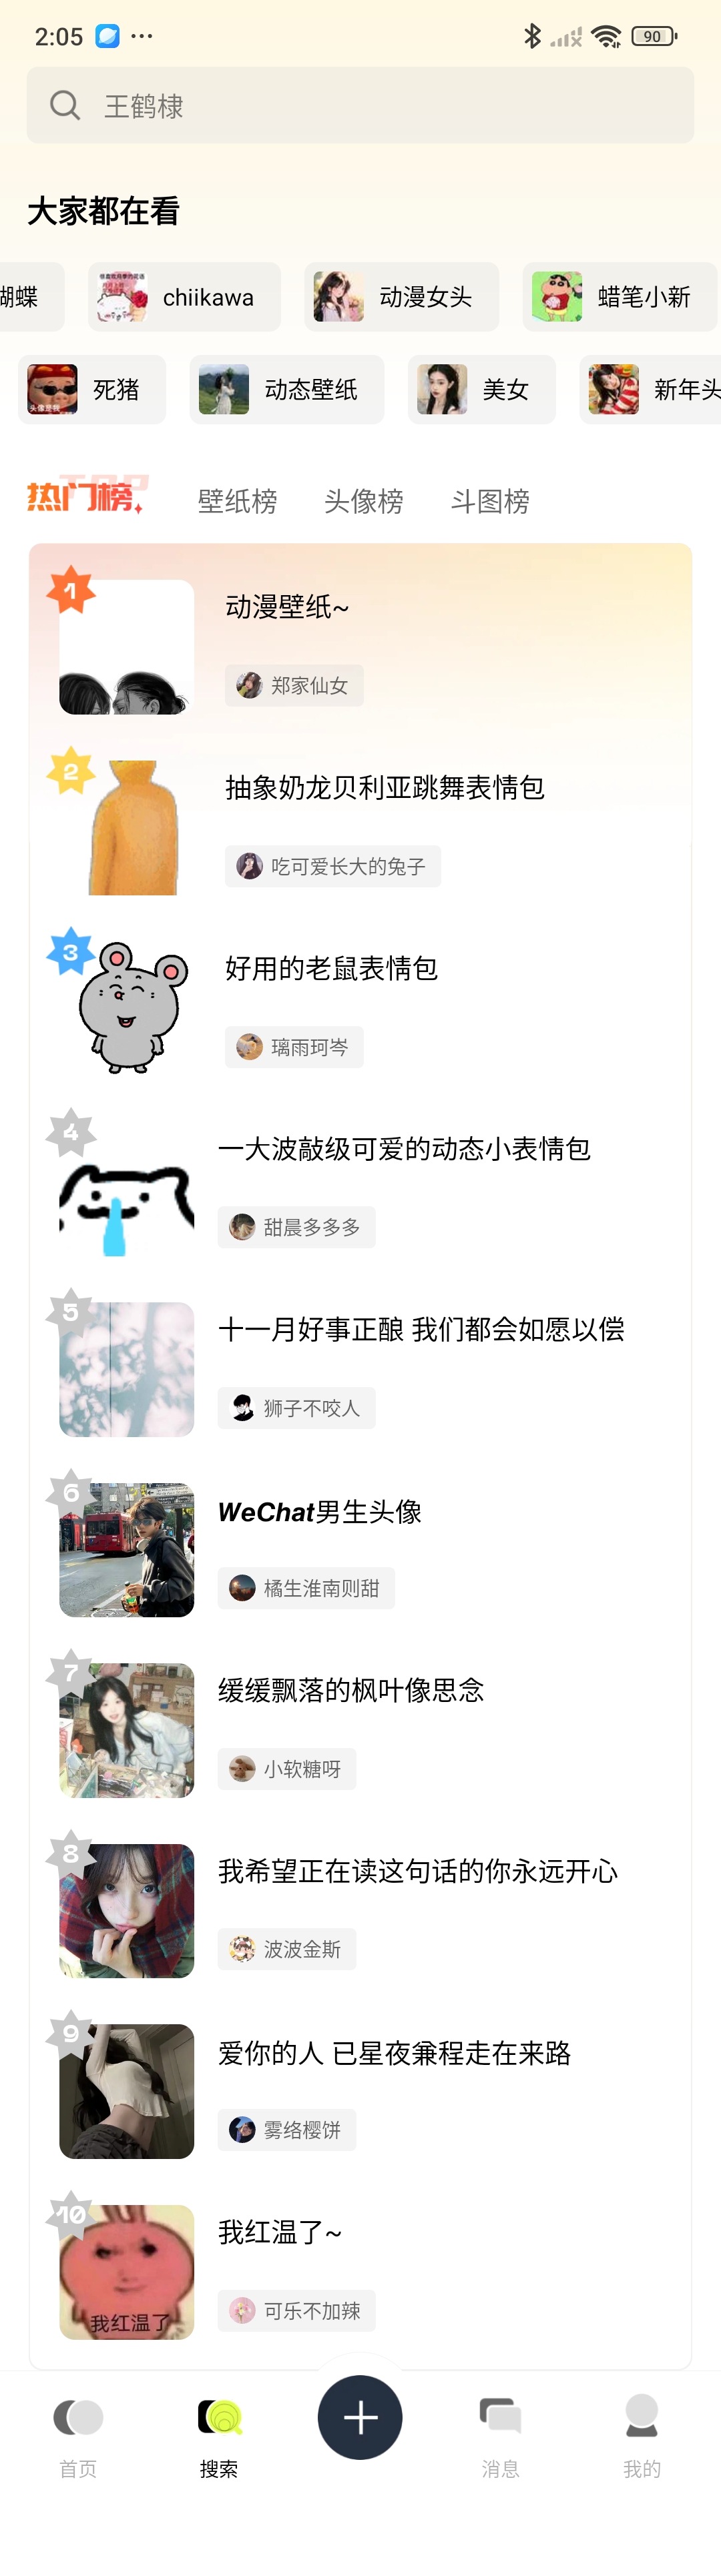 2:05
90
王鹤棣
大家都在看
胡蝶
chiikawa
动漫女头
蜡笔小新
头像是我
死猪
动态壁纸
美女
新年头
TOP
热门榜
壁纸榜
头像榜
斗图榜
1
动漫壁纸~
郑家仙女
2
抽象奶龙贝利亚跳舞表情包
吃可爱长大的兔子
3
好用的老鼠表情包
璃雨珂岑
4
一大波敲级可爱的动态小表情包
甜晨多多多
5
十一月好事正酿 我们都会如愿以偿
狮子不咬人
6
WeChat男生头像
橘生淮南则甜
7
缓缓飘落的枫叶像思念
小软糖呀
8
我希望正在读这句话的你永远开心
波波金斯
9
爱你的人 已星夜兼程走在来路
雾络樱饼
10
我红温了~
我红温了
可乐不加辣
首页
搜索
消息
我的